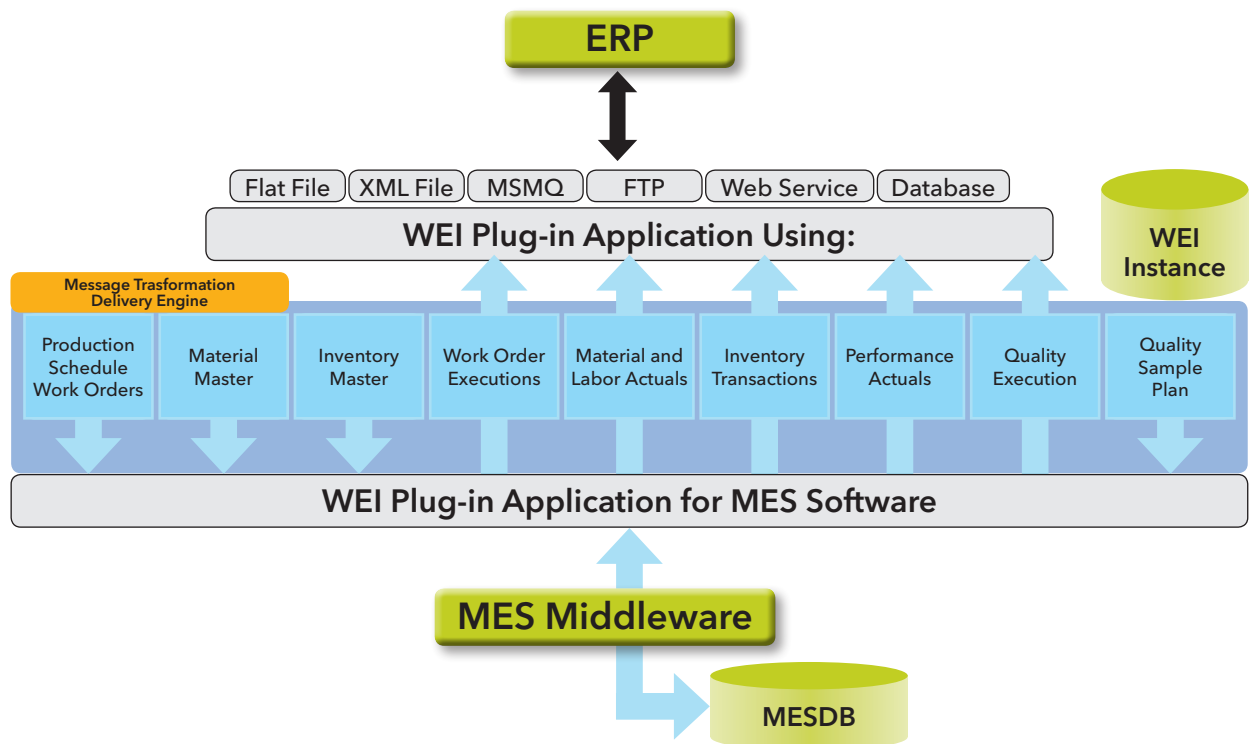 ERP
Flat File
XML File
MSMQ
FTP
Web Service
Database
WEI Plug-in Application Using:
WEI
Instance
Message Trasformation
Delivery Engine
Production
Schedule
Work Orders
Material
Master
Inventory
Master
Work Order
Executions
Material and
Labor Actuals
Inventory
Transactions
Performance
Actuals
Quality
Execution
Quality
Sample
Plan
WEI Plug-in Application for MES Software
MES Middleware
MESDB